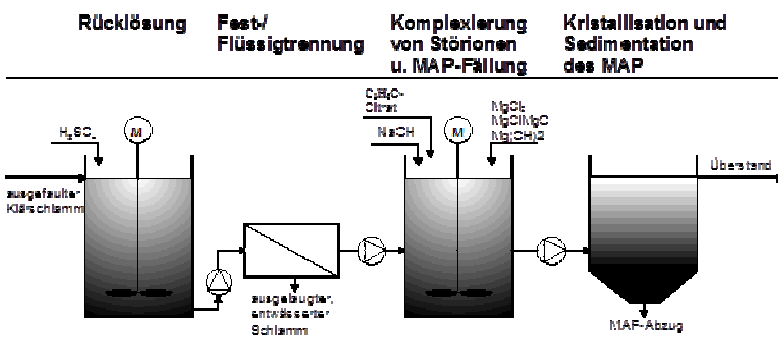 Rücklösung
Fest-/
Flüssigtrennung
Komplexierung
von Störionen
u. MAP-Fällung
Kristallisation und
Sedimentation
des MAP
H₂SO₄
M
ausgefaulter
Klärschlamm
ausgelaugter,
entwässerter
Schlamm
Citrat
NaOH
M
MgCl₂
Mg(OH)2
Überstand
MAP-Abzug